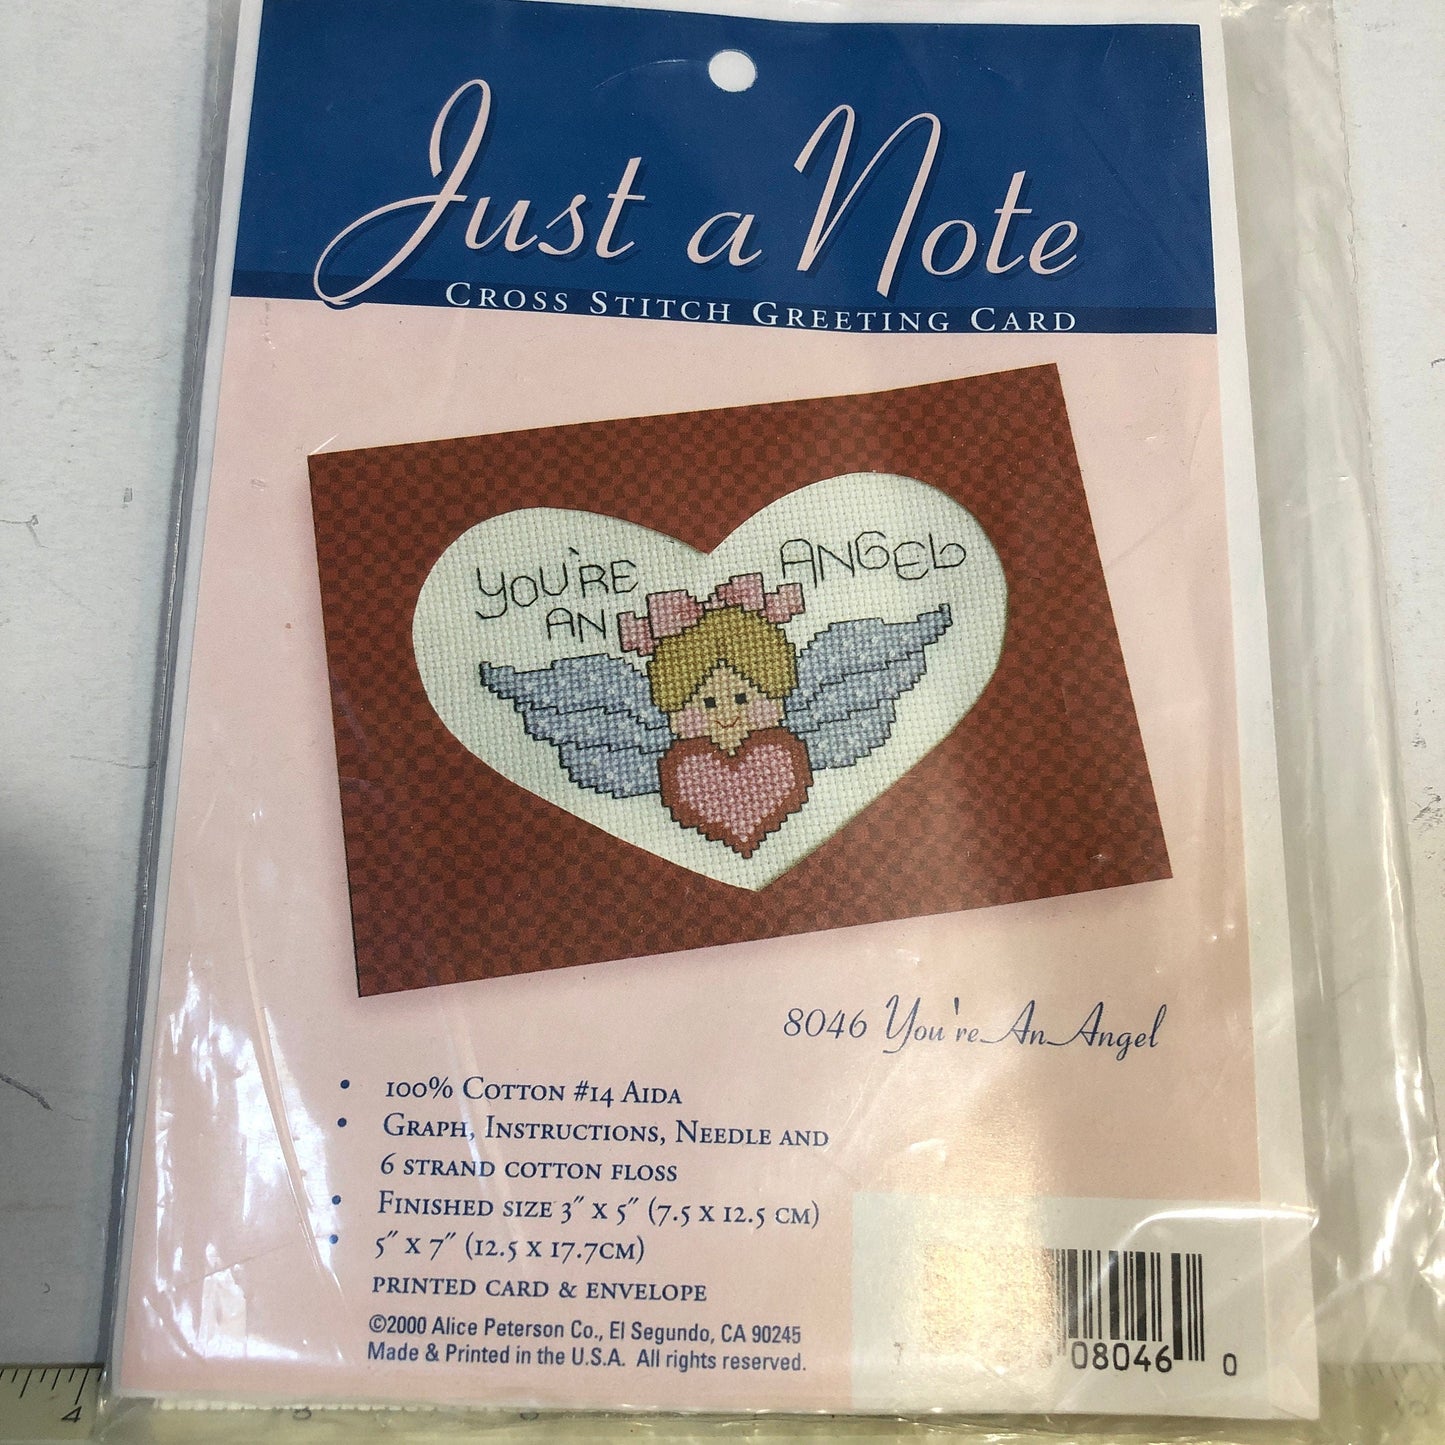 Just a Note
CROSS STITCH GREETING CARD
YOU'RE AN ANGEL
8046 You're An Angel
• 100% COTTON #14 AIDA
• GRAPH, INSTRUCTIONS, NEEDLE AND
6 STRAND COTTON FLOSS
• FINISHED SIZE 3" X 5" (7.5 X 12.5 CM)
• 5" X 7" (12.5 X 17.7CM)
PRINTED CARD & ENVELOPE
©2000 Alice Peterson Co., El Segundo, CA 90245
Made & Printed in the U.S.A. All rights reserved.
7 08046 0
4